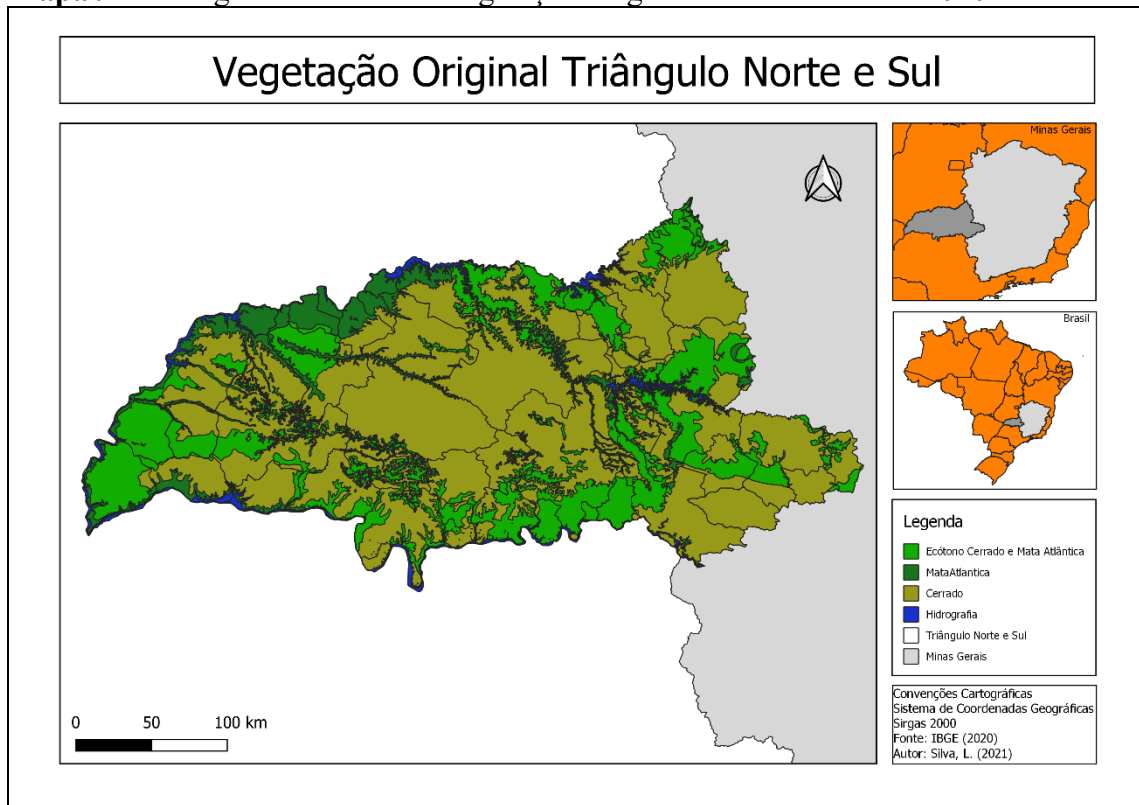 Vegetação Original Triângulo Norte e Sul
Minas Gerais
Brasil
Legenda
Ecótono Cerrado e Mata Atlântica
MataAtlantica
Cerrado
Hidrografia
Triângulo Norte e Sul
Minas Gerais
0 50 100 km
Convenções Cartográficas
Sistema de Coordenadas Geográficas
Sirgas 2000
Fonte: IBGE (2020)
Autor: Silva, L. (2021)